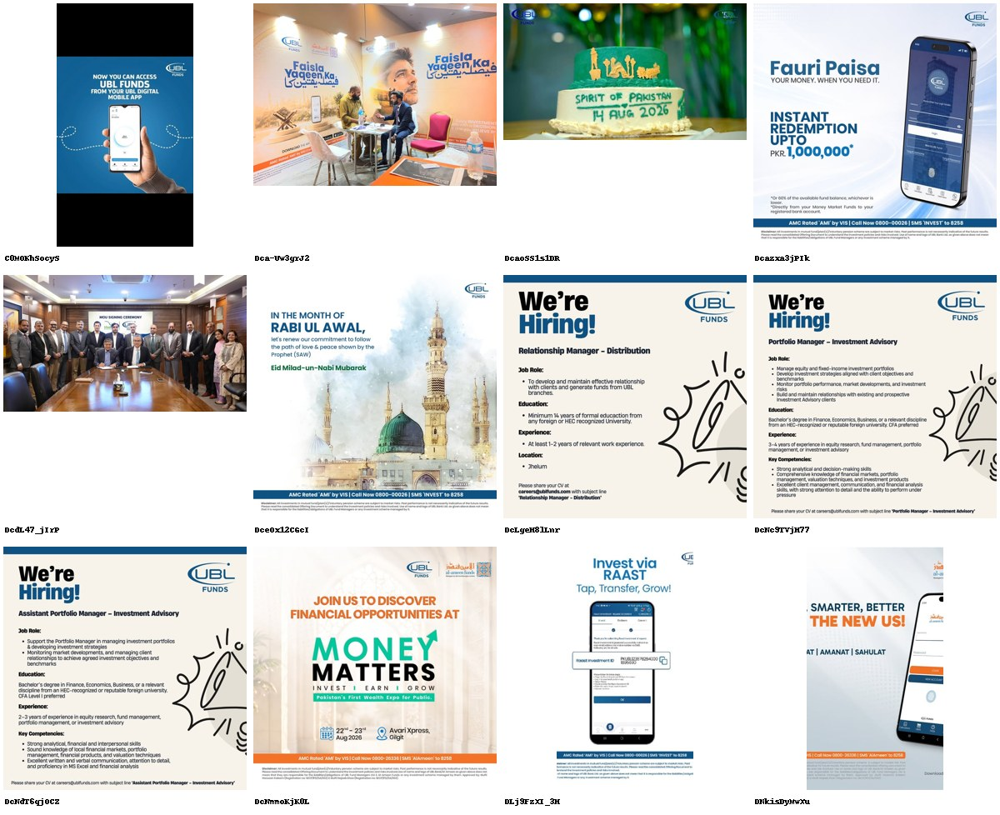 NOW YOU CAN ACCESS
UBL FUNDS
FROM YOUR UBL DIGITAL
MOBILE APP
UBL
FUNDS
C0MOKhSocyS
UBL
FUNDS
Faisla
Yaqeen Ka
فیصلہ یقین کا
Faisla
Yaqeen Ka
فیصلہ یقین کا
Dca-Uw3grJ2
SPIRIT OF PAKISTAN
14 AUG 2026
DcaoSS1s1DR
UBL
FUNDS
Fauri Paisa
YOUR MONEY. WHEN YOU NEED IT.
INSTANT
REDEMPTION
UPTO
PKR. 1,000,000*
*Or 90% of the available fund balance, whichever is
lower.
*Directly from your Money Market Funds to your
registered bank account.
AMC Rated 'AM1' by VIS | Call Now 0800-00026 | SMS 'INVEST' to 8258
Dcazxa3jPIk
MOU SIGNING CEREMONY
DcdL47_jIrP
UBL
FUNDS
IN THE MONTH OF
RABI UL AWAL,
let's renew our commitment to follow
the path of love & peace shown by the
Prophet (SAW)
Eid Milad-un-Nabi Mubarak
AMC Rated 'AM1' by VIS | Call Now 0800-00026 | SMS 'INVEST' to 8258
DceOx12CGcI
We're
Hiring!
UBL
FUNDS
Relationship Manager - Distribution
Job Role:
• To develop and maintain effective relationship
with clients and generate funds from UBL
branches.
Education:
• Minimum 14 years of formal education from
any foreign or HEC recognized University.
Experience:
• At least 1-2 years of relevant work experience.
Location:
• Jhelum
Please share your CV at
careers@ublfunds.com with subject line
'Relationship Manager - Distribution'
DcLgeM8lLnr
We're
Hiring!
UBL
FUNDS
Portfolio Manager - Investment Advisory
Job Role:
• Manage equity and fixed-income investment portfolios
• Develop investment strategies aligned with client objectives and
benchmarks
• Monitor portfolio performance, market developments, and investment
risks
• Build and maintain relationships with existing and prospective
Investment Advisory clients
Education:
Bachelor's degree in Finance, Economics, Business, or a relevant discipline
from an HEC-recognized or reputable foreign university, CFA preferred
Experience:
3-4 years of experience in equity research, fund management, portfolio
management, or investment advisory
Key Competencies:
• Strong analytical and decision-making skills
• Comprehensive knowledge of financial markets, portfolio
management, valuation techniques, and investment products
• Excellent client management, communication, and financial analysis
skills, with strong attention to detail and the ability to perform under
pressure
Please share your CV at careers@ublfunds.com with subject line 'Portfolio Manager - Investment Advisory'
DcNc9TVjM77
We're
Hiring!
UBL
FUNDS
Assistant Portfolio Manager - Investment Advisory
Job Role:
• Support the Portfolio Manager in managing investment portfolios
& developing investment strategies
• Monitoring market developments, and managing client
relationships to achieve agreed investment objectives and
benchmarks
Education:
Bachelor's degree in Finance, Economics, Business, or a relevant
discipline from an HEC-recognized or reputable foreign university.
CFA Level I preferred
Experience:
2-3 years of experience in equity research, fund management,
portfolio management, or investment advisory
Key Competencies:
• Strong analytical, financial and interpersonal skills
• Sound knowledge of local financial markets, portfolio
management, financial products, and valuation techniques
• Excellent written and verbal communication, attention to detail,
and proficiency in MS Excel and financial analysis
Please share your CV at careers@ublfunds.com with subject line 'Assistant Portfolio Manager - Investment Advisory'
DcNdT6qjOCZ
UBL
FUNDS
al-ameen funds
JOIN US TO DISCOVER
FINANCIAL OPPORTUNITIES AT
MONEY
MATTERS
INVEST EARN GROW
Pakistan's First Wealth Expo for Public.
22nd - 23rd
Aug 2026
Avari Xpress,
Gilgit
AMC Rated 'AM1' by VIS | Call Now 0800-26336 | SMS 'AlAmeen' to 8258
DcNmmoKjKOL
Invest via
RAAST
Tap, Transfer, Grow!
Raast Investment ID
DLj9FzXI_3H
, SMARTER, BETTER
THE NEW US!
AT | AMANAT | SAHULAT
Download
DNkisDyMwXu